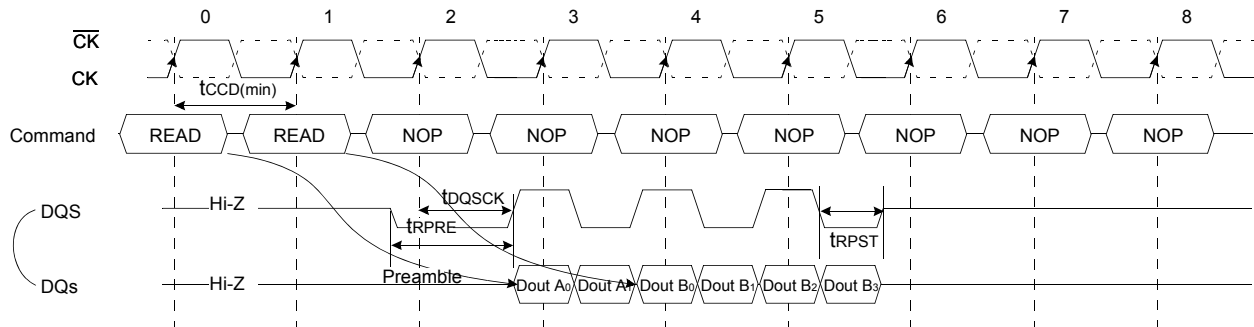 0 1 2 3 4 5 6 7 8
CK
CK
tCCD(min)
Command READ READ NOP NOP NOP NOP NOP NOP NOP
tDQSCK
Hi-Z
DQS
tRPRE
tRPST
Preamble
Hi-Z
DQs
Dout A0 Dout A1 Dout B0 Dout B1 Dout B2 Dout B3